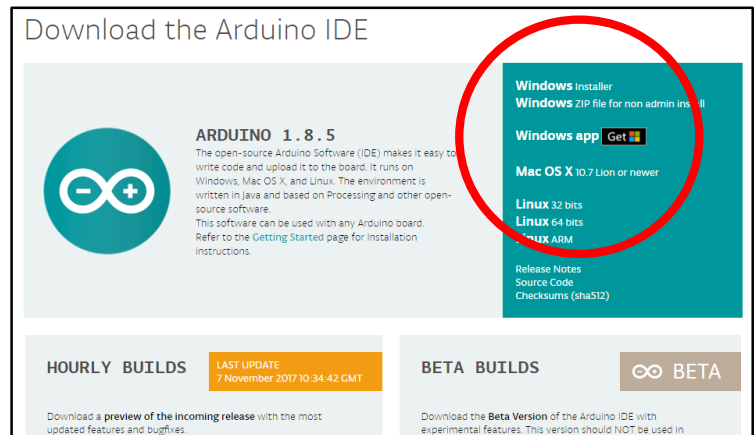 Download the Arduino IDE
ARDUINO 1.8.5
The open-source Arduino Software (IDE) makes it easy to
write code and upload it to the board. It runs on
Windows, Mac OS X, and Linux. The environment is
written in Java and based on Processing and other open-
source software.
This software can be used with any Arduino board.
Refer to the Getting Started page for Installation
instructions.
Windows Installer
Windows ZIP file for non admin install
Windows app Get
Mac OS X 10.7 Lion or newer
Linux 32 bits
Linux 64 bits
Linux ARM
Release Notes
Source Code
Checksums (sha512)
HOURLY BUILDS
LAST UPDATE
7 November 2017 10:34:42 GMT
Download a preview of the incoming release with the most
updated features and bugfixes.
BETA BUILDS
BETA
Download the Beta Version of the Arduino IDE with
experimental features. This version should NOT be used in